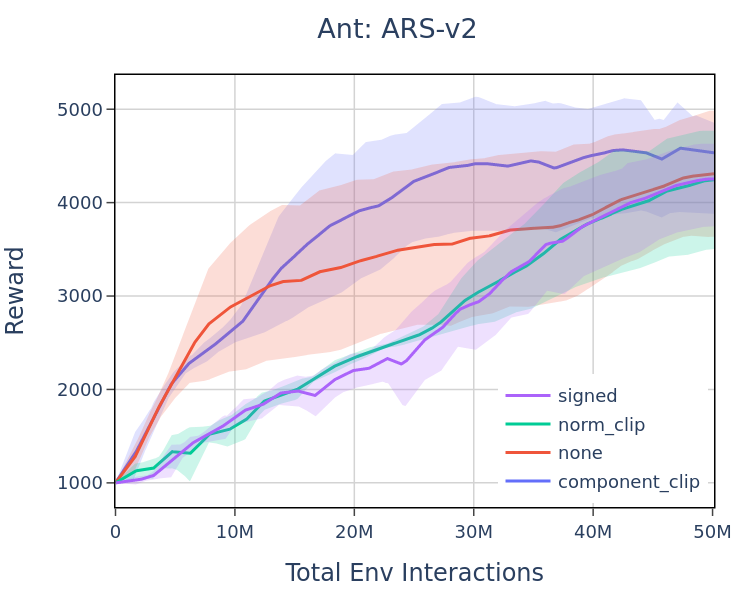 Ant: ARS-v2
Reward
5000
4000
3000
2000
1000
signed
norm_clip
none
component_clip
0
10M
20M
30M
40M
50M
Total Env Interactions